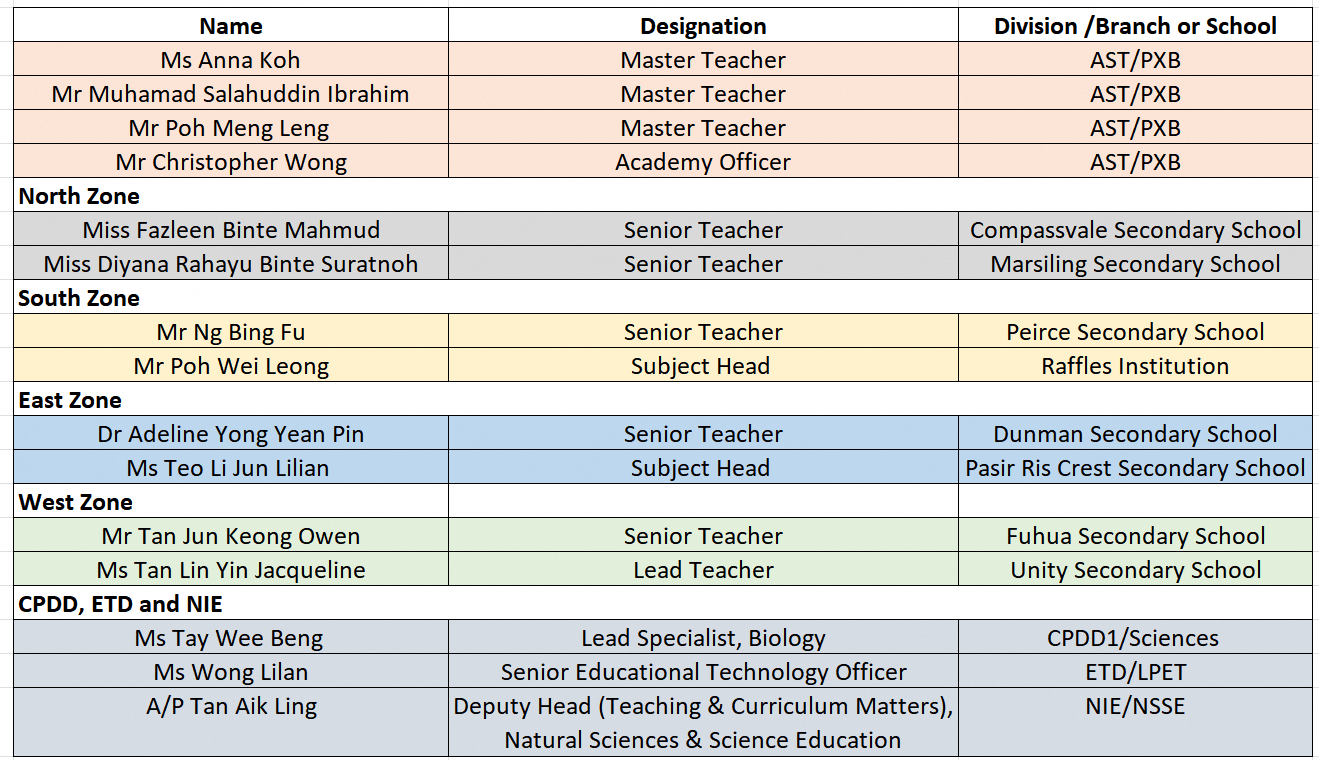 Name Designation Division /Branch or School
Ms Anna Koh Master Teacher AST/PXB
Mr Muhamad Salahuddin Ibrahim Master Teacher AST/PXB
Mr Poh Meng Leng Master Teacher AST/PXB
Mr Christopher Wong Academy Officer AST/PXB
North Zone
Miss Fazleen Binte Mahmud Senior Teacher Compassvale Secondary School
Miss Diyana Rahayu Binte Suratnoh Senior Teacher Marsiling Secondary School
South Zone
Mr Ng Bing Fu Senior Teacher Peirce Secondary School
Mr Poh Wei Leong Subject Head Raffles Institution
East Zone
Dr Adeline Yong Yean Pin Senior Teacher Dunman Secondary School
Ms Teo Li Jun Lilian Subject Head Pasir Ris Crest Secondary School
West Zone
Mr Tan Jun Keong Owen Senior Teacher Fuhua Secondary School
Ms Tan Lin Yin Jacqueline Lead Teacher Unity Secondary School
CPDD, ETD and NIE
Ms Tay Wee Beng Lead Specialist, Biology CPDD1/Sciences
Ms Wong Lilan Senior Educational Technology Officer ETD/LPET
A/P Tan Aik Ling Deputy Head (Teaching & Curriculum Matters), NIE/NSSE
Natural Sciences & Science Education